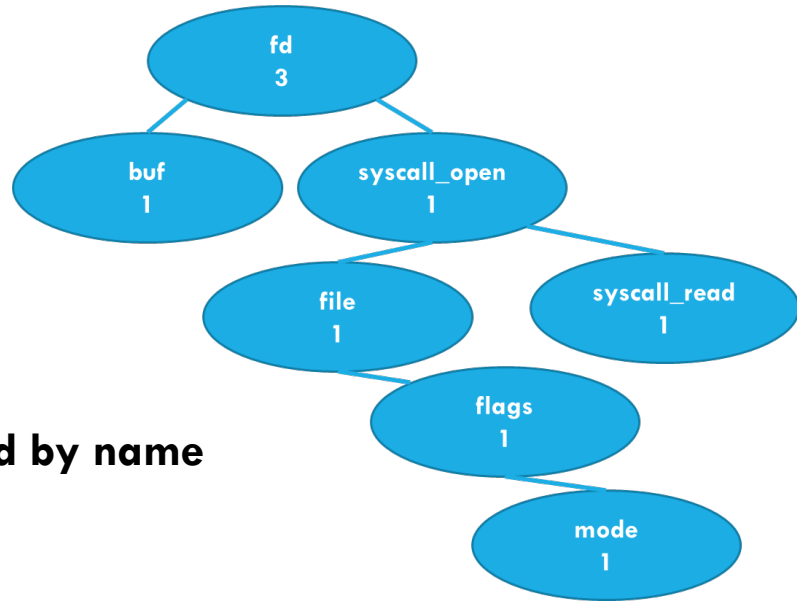 fd
3
buf
1
syscall_open
1
file
1
syscall_read
1
flags
1
d by name
mode
1